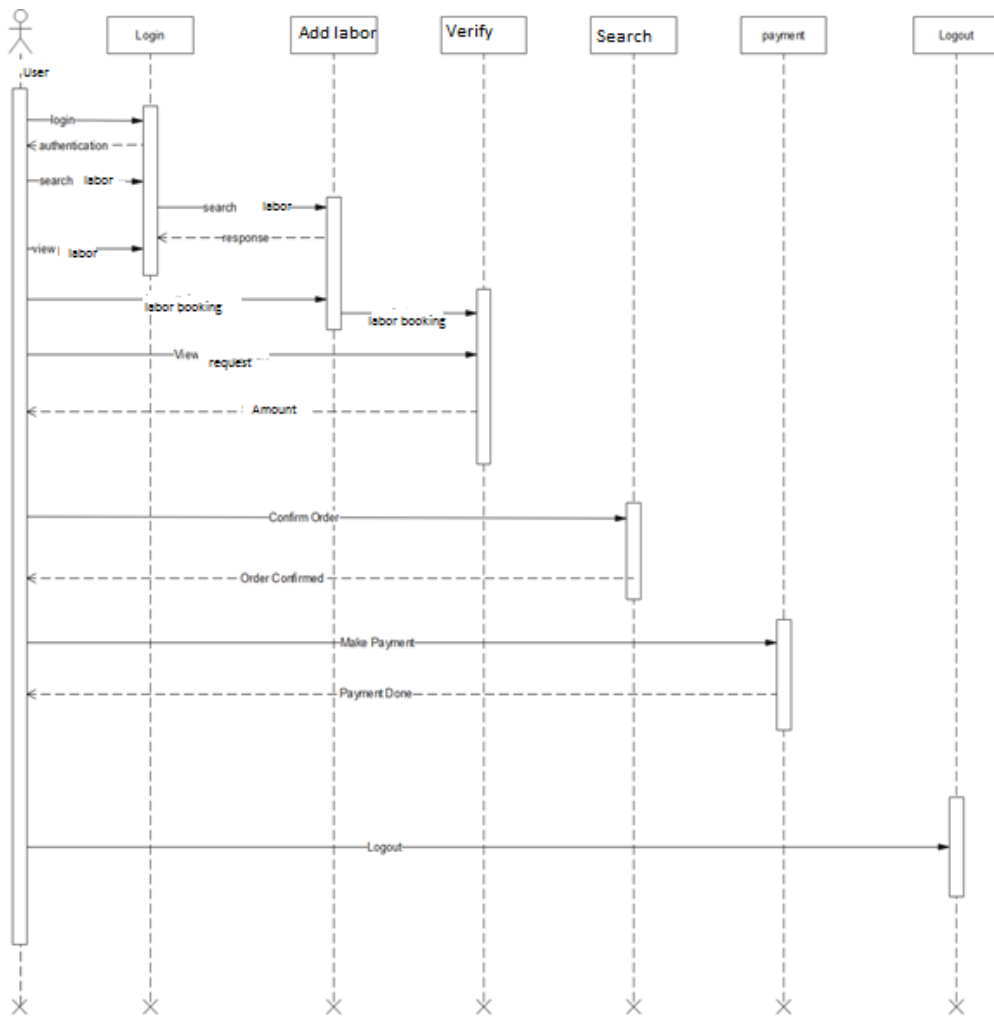 Login
Add labor
Verify
Search
payment
Logout
User
login
authentication
search labor
search labor
response
view labor
labor booking
labor booking
View request
Amount
Confirm Order
Order Confirmed
Make Payment
Payment Done
Logout